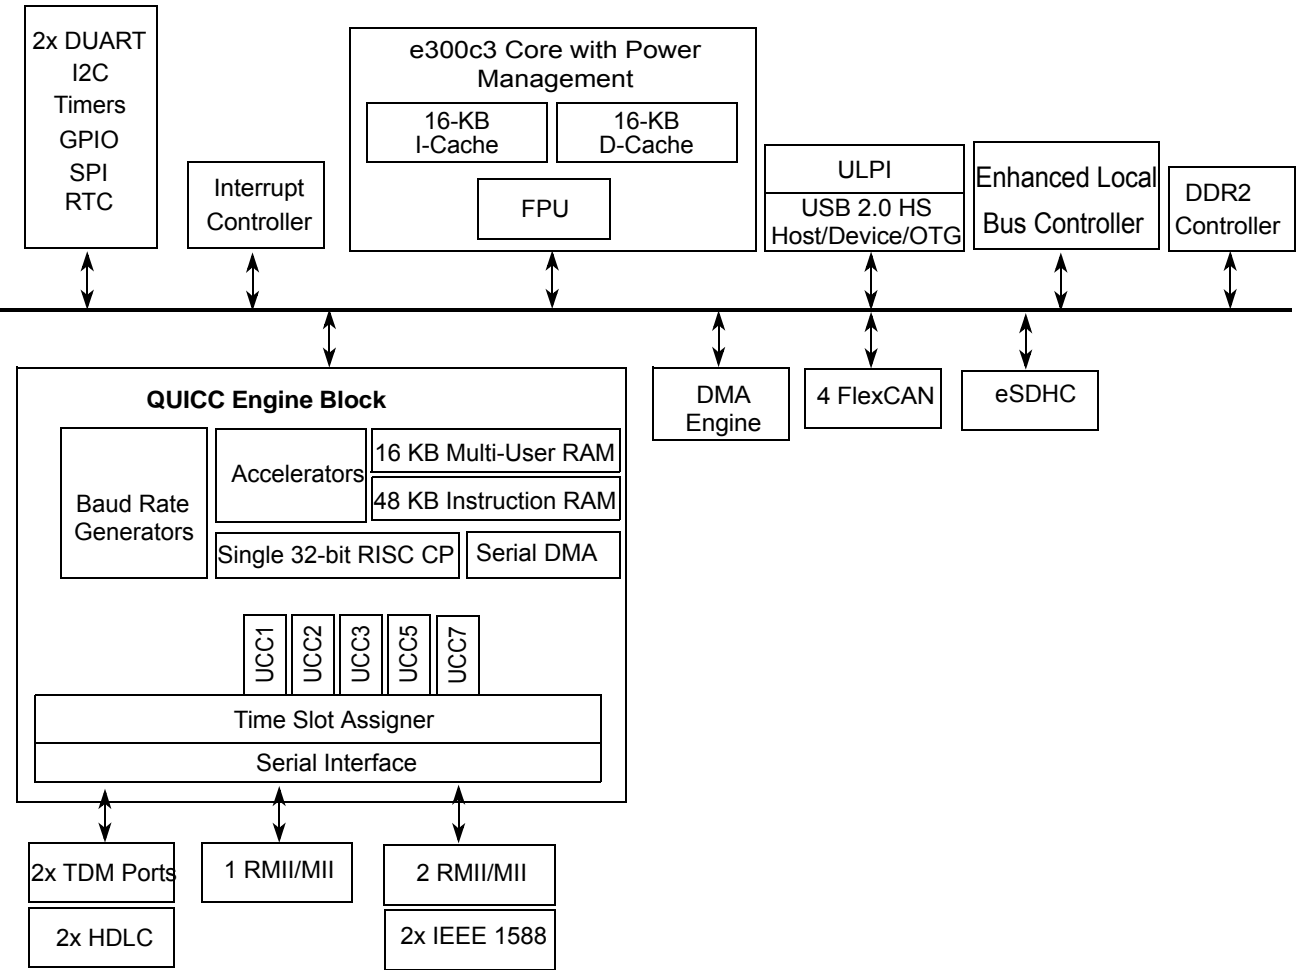 2x DUART
I2C
Timers
GPIO
SPI
RTC
Interrupt
Controller
e300c3 Core with Power
Management
16-KB
I-Cache
16-KB
D-Cache
FPU
ULPI
USB 2.0 HS
Host/Device/OTG
Enhanced Local
Bus Controller
DDR2
Controller
QUICC Engine Block
Baud Rate
Generators
Accelerators
16 KB Multi-User RAM
48 KB Instruction RAM
Single 32-bit RISC CP
Serial DMA
UCC1
UCC2
UCC3
UCC5
UCC7
Time Slot Assigner
Serial Interface
DMA
Engine
4 FlexCAN
eSDHC
2x TDM Ports
2x HDLC
1 RMII/MII
2 RMII/MII
2x IEEE 1588